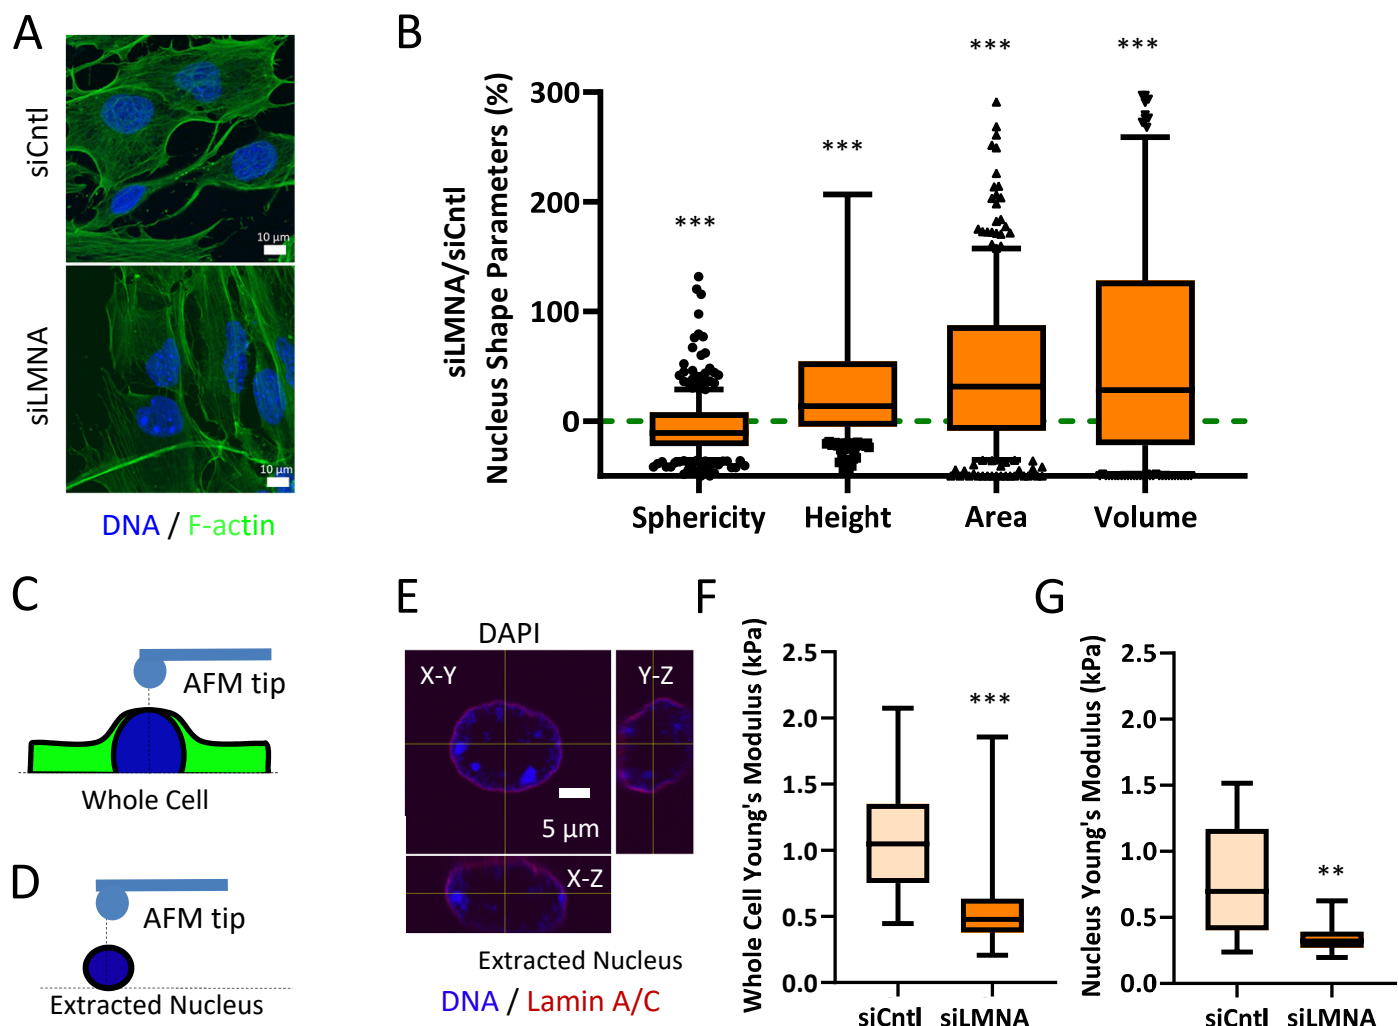 A
siCntl
10 µm
siLMNA
10 µm
DNA / F-actin
B
siLMNA/siCntl
Nucleus Shape Parameters (%)
300
200
100
0
***
***
***
***
Sphericity
Height
Area
Volume
C
AFM tip
Whole Cell
D
AFM tip
Extracted Nucleus
E
DAPI
X-Y
Y-Z
5 µm
X-Z
Extracted Nucleus
DNA / Lamin A/C
F
Whole Cell Young's Modulus (kPa)
2.5
2.0
1.5
1.0
0.5
0.0
***
siCntl
siLMNA
G
Nucleus Young's Modulus (kPa)
2.5
2.0
1.5
1.0
0.5
0.0
**
siCntl
siLMNA